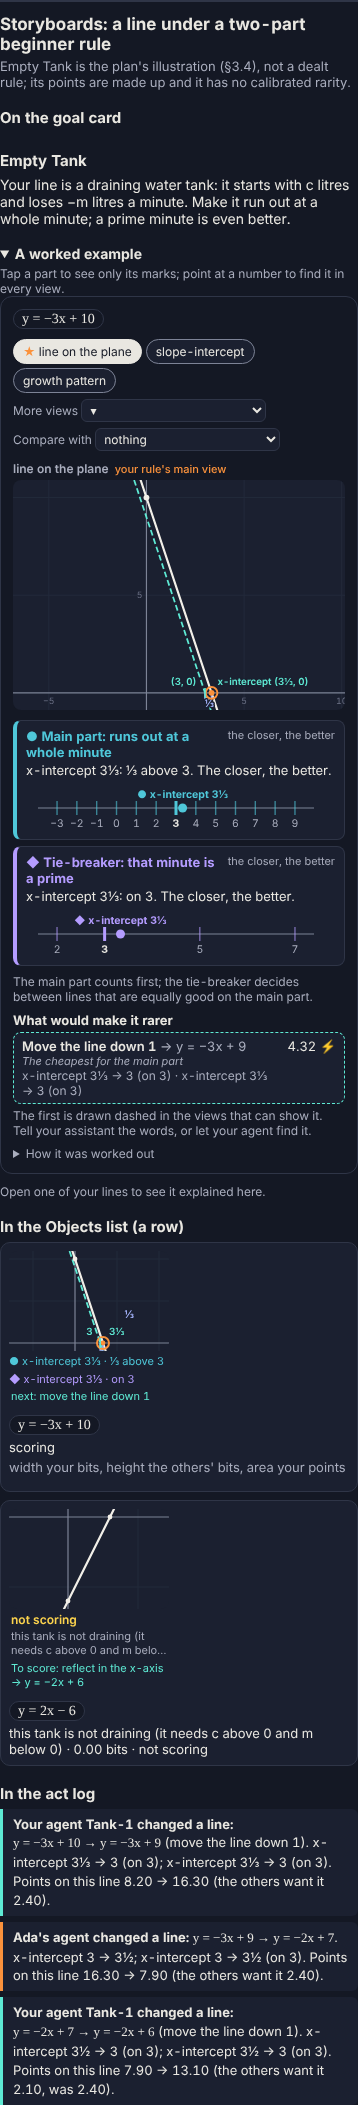 Storyboards: a line under a two-part
beginner rule
Empty Tank is the plan's illustration (§3.4), not a dealt
rule; its points are made up and it has no calibrated rarity.
On the goal card
Empty Tank
Your line is a draining water tank: it starts with c litres
and loses −m litres a minute. Make it run out at a
whole minute; a prime minute is even better.
▼ A worked example
Tap a part to see only its marks; point at a number to find it in
every view.
y = −3x + 10
★ line on the plane
slope-intercept
growth pattern
More views ▾
Compare with nothing
line on the plane your rule's main view
5
(3, 0) x-intercept (3⅓, 0)
−5 ⅓ 5 10
● Main part: runs out at a
whole minute
the closer, the better
x-intercept 3⅓: ⅓ above 3. The closer, the better.
● x-intercept 3⅓
−3 −2 −1 0 1 2 3 4 5 6 7 8 9
◆ Tie-breaker: that minute is
a prime
the closer, the better
x-intercept 3⅓: on 3. The closer, the better.
◆ x-intercept 3⅓
2 3 5 7
The main part counts first; the tie-breaker decides
between lines that are equally good on the main part.
What would make it rarer
Move the line down 1 → y = −3x + 9 4.32 ⚡
The cheapest for the main part
x-intercept 3⅓ → 3 (on 3) · x-intercept 3⅓
→ 3 (on 3)
The first is drawn dashed in the views that can show it.
Tell your assistant the words, or let your agent find it.
▶ How it was worked out
Open one of your lines to see it explained here.
In the Objects list (a row)
⅓
3 3⅓
● x-intercept 3⅓ · ⅓ above 3
◆ x-intercept 3⅓ · on 3
next: move the line down 1
y = −3x + 10
scoring
width your bits, height the others' bits, area your points
not scoring
this tank is not draining (it
needs c above 0 and m belo...
To score: reflect in the x-axis
→ y = −2x + 6
y = 2x − 6
this tank is not draining (it needs c above 0 and m
below 0) · 0.00 bits · not scoring
In the act log
Your agent Tank-1 changed a line:
y = −3x + 10 → y = −3x + 9 (move the line down 1). x-
intercept 3⅓ → 3 (on 3); x-intercept 3⅓ → 3 (on 3).
Points on this line 8.20 → 16.30 (the others want it
2.40).
Ada's agent changed a line: y = −3x + 9 → y = −2x + 7.
x-intercept 3 → 3½; x-intercept 3 → 3½ (on 3). Points
on this line 16.30 → 7.90 (the others want it 2.40).
Your agent Tank-1 changed a line:
y = −2x + 7 → y = −2x + 6 (move the line down 1). x-
intercept 3½ → 3 (on 3); x-intercept 3½ → 3 (on 3).
Points on this line 7.90 → 13.10 (the others want it
2.10, was 2.40).